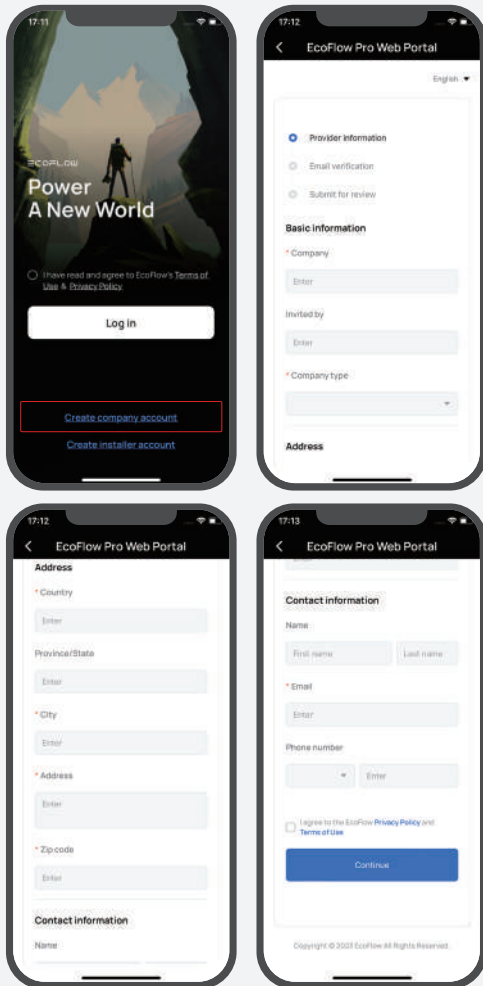 17:11
ECOFLOW
Power
A New World
I have read and agree to EcoFlow's Terms of
Use & Privacy Policy
Log in
Create company account
Create installer account
17:12
EcoFlow Pro Web Portal
English
Provider information
Email verification
Submit for review
Basic information
* Company
Enter
Invited by
Enter
* Company type
Address
17:12
EcoFlow Pro Web Portal
Address
* Country
Enter
Province/State
Enter
* City
Enter
* Address
Enter
* Zip code
Enter
Contact information
Name
17:13
EcoFlow Pro Web Portal
Contact information
Name
First name Last name
* Email
Enter
Phone number
Enter
I agree to the EcoFlow Privacy Policy and
Terms of Use
Continue
Copyright © 2023 EcoFlow All Rights Reserved.